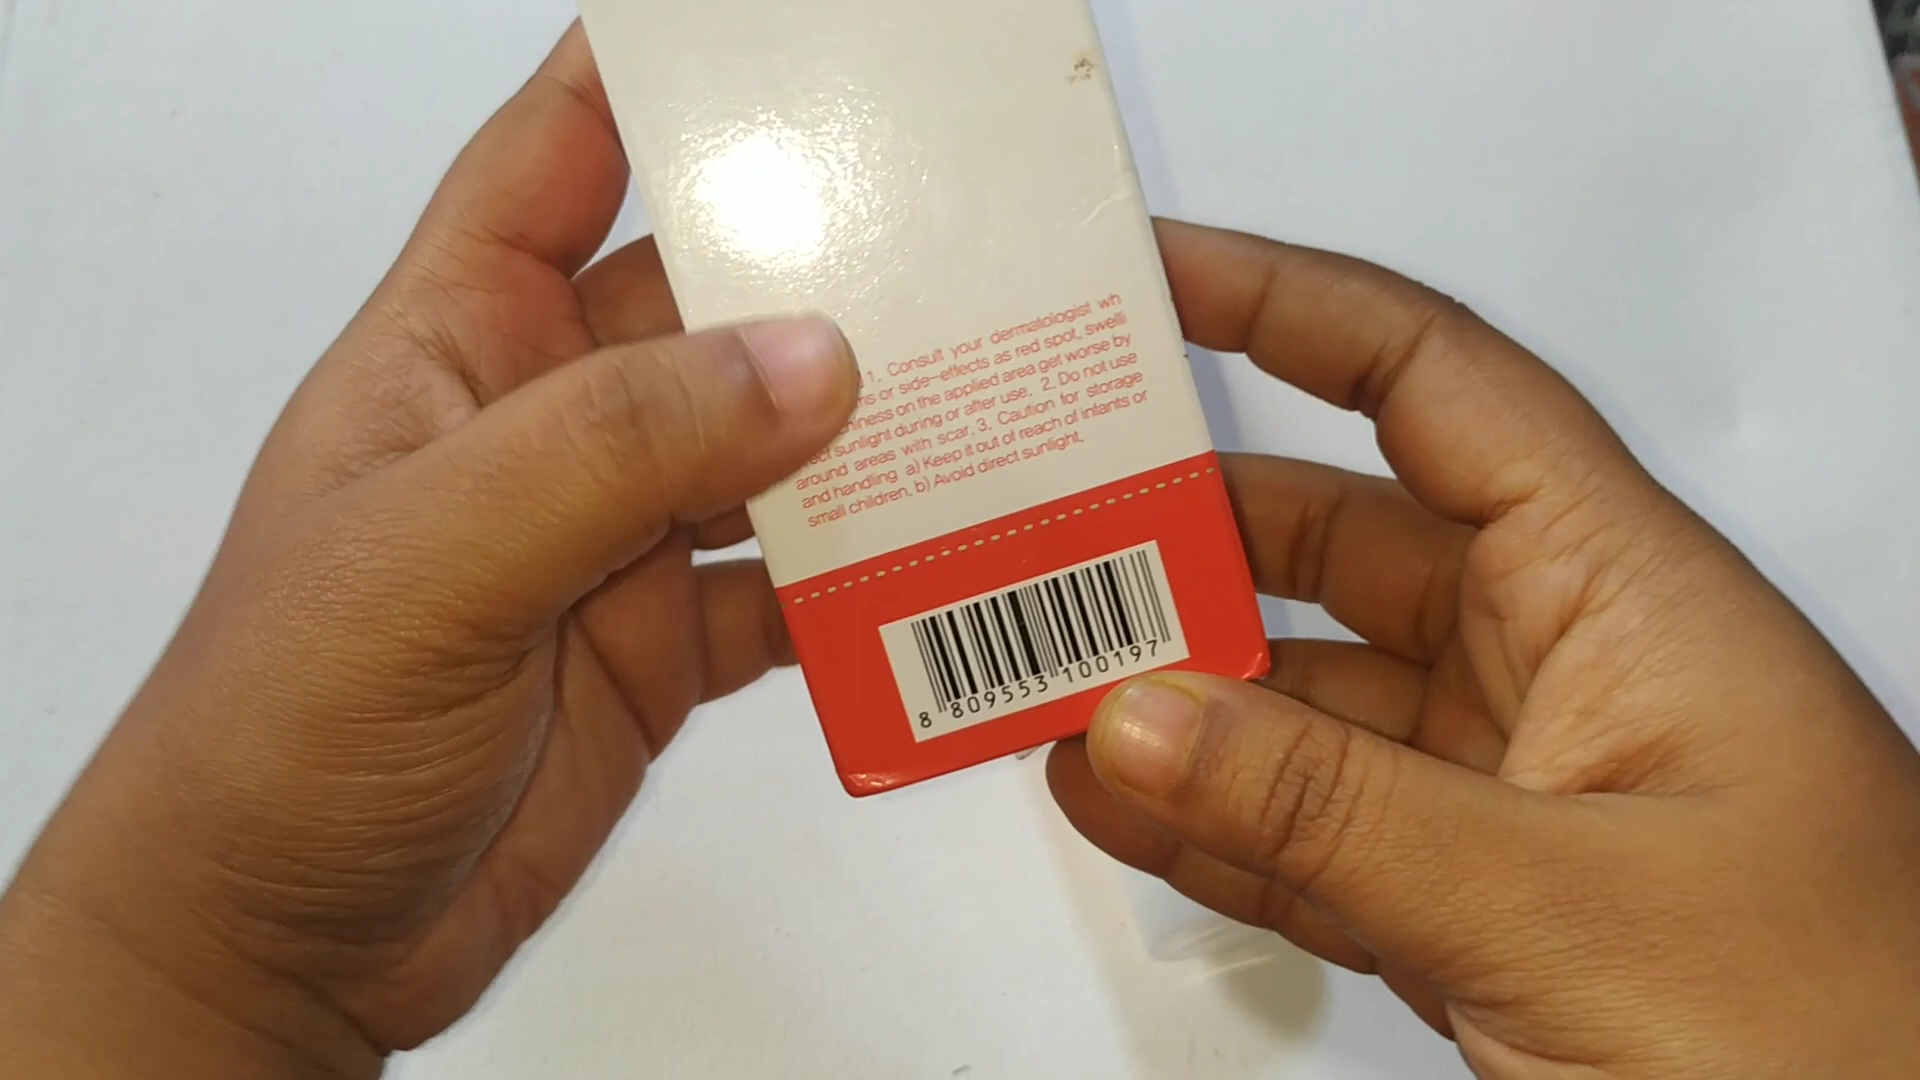 1. Consult your dermatologist wh
ms or side-effects as red spot, swelli
chiness on the applied area get worse by
rect sunlight during or after use. 2. Do not use
around areas with scar. 3. Caution for storage
and handling a) Keep it out of reach of infants or
small children. b) Avoid direct sunlight.
8 809553 100197